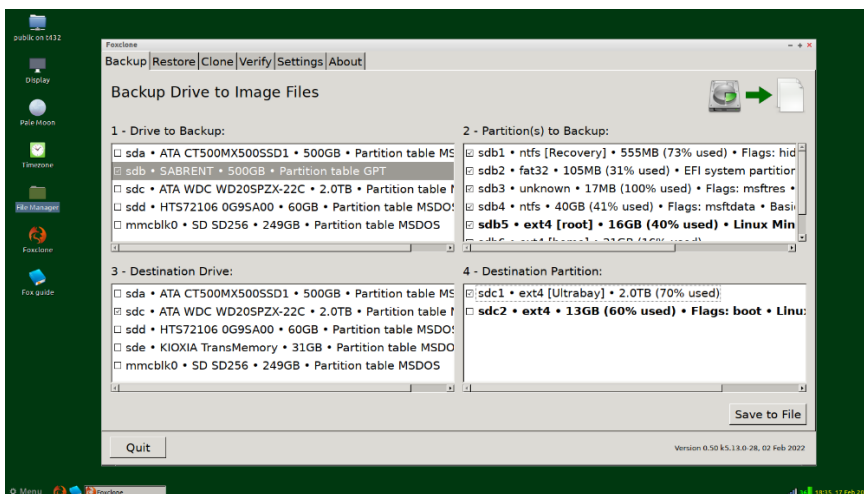 public on t432
Display
Pale Moon
Timezone
File Manager
Foxclone
Fox guide
Foxclone
Backup Restore Clone Verify Settings About
Backup Drive to Image Files
1 - Drive to Backup:
□ sda • ATA CT500MX500SSD1 • 500GB • Partition table MS
☑ sdb • SABRENT • 500GB • Partition table GPT
□ sdc • ATA WDC WD20SPZX-22C • 2.0TB • Partition table
□ sdd • HTS72106 0G9SA00 • 60GB • Partition table MSDO
□ mmcblk0 • SD SD256 • 249GB • Partition table MSDOS
2 - Partition(s) to Backup:
☑ sdb1 • ntfs [Recovery] • 555MB (73% used) • Flags: hid
☑ sdb2 • fat32 • 105MB (31% used) • EFI system partition
☑ sdb3 • unknown • 17MB (100% used) • Flags: msftres •
☑ sdb4 • ntfs • 40GB (41% used) • Flags: msftdata • Basi
☑ sdb5 • ext4 [root] • 16GB (40% used) • Linux Min
3 - Destination Drive:
□ sda • ATA CT500MX500SSD1 • 500GB • Partition table MS
☑ sdc • ATA WDC WD20SPZX-22C • 2.0TB • Partition table
□ sdd • HTS72106 0G9SA00 • 60GB • Partition table MSDO
□ sde • KIOXIA TransMemory • 31GB • Partition table MSDOS
□ mmcblk0 • SD SD256 • 249GB • Partition table MSDOS
4 - Destination Partition:
☑ sdc1 • ext4 [Ultrabay] • 2.0TB (70% used)
□ sdc2 • ext4 • 13GB (60% used) • Flags: boot • Linu
Save to File
Quit
Version 0.50 k5.13.0-28, 02 Feb 2022
Menu
Foxclone
18:35, 17 Feb 20